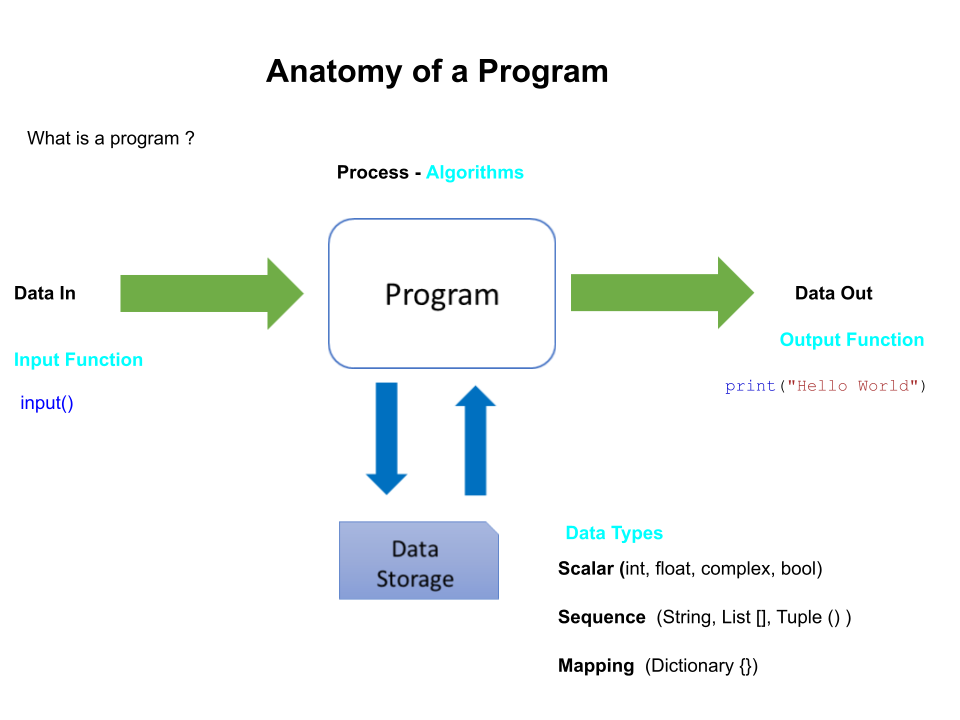 Anatomy of a Program
What is a program ?
Process - Algorithms
Program
Data In
Data Out
Input Function
Output Function
input()
print("Hello World")
Data
Storage
Data Types
Scalar (int, float, complex, bool)
Sequence  (String, List [], Tuple () )
Mapping  (Dictionary {})